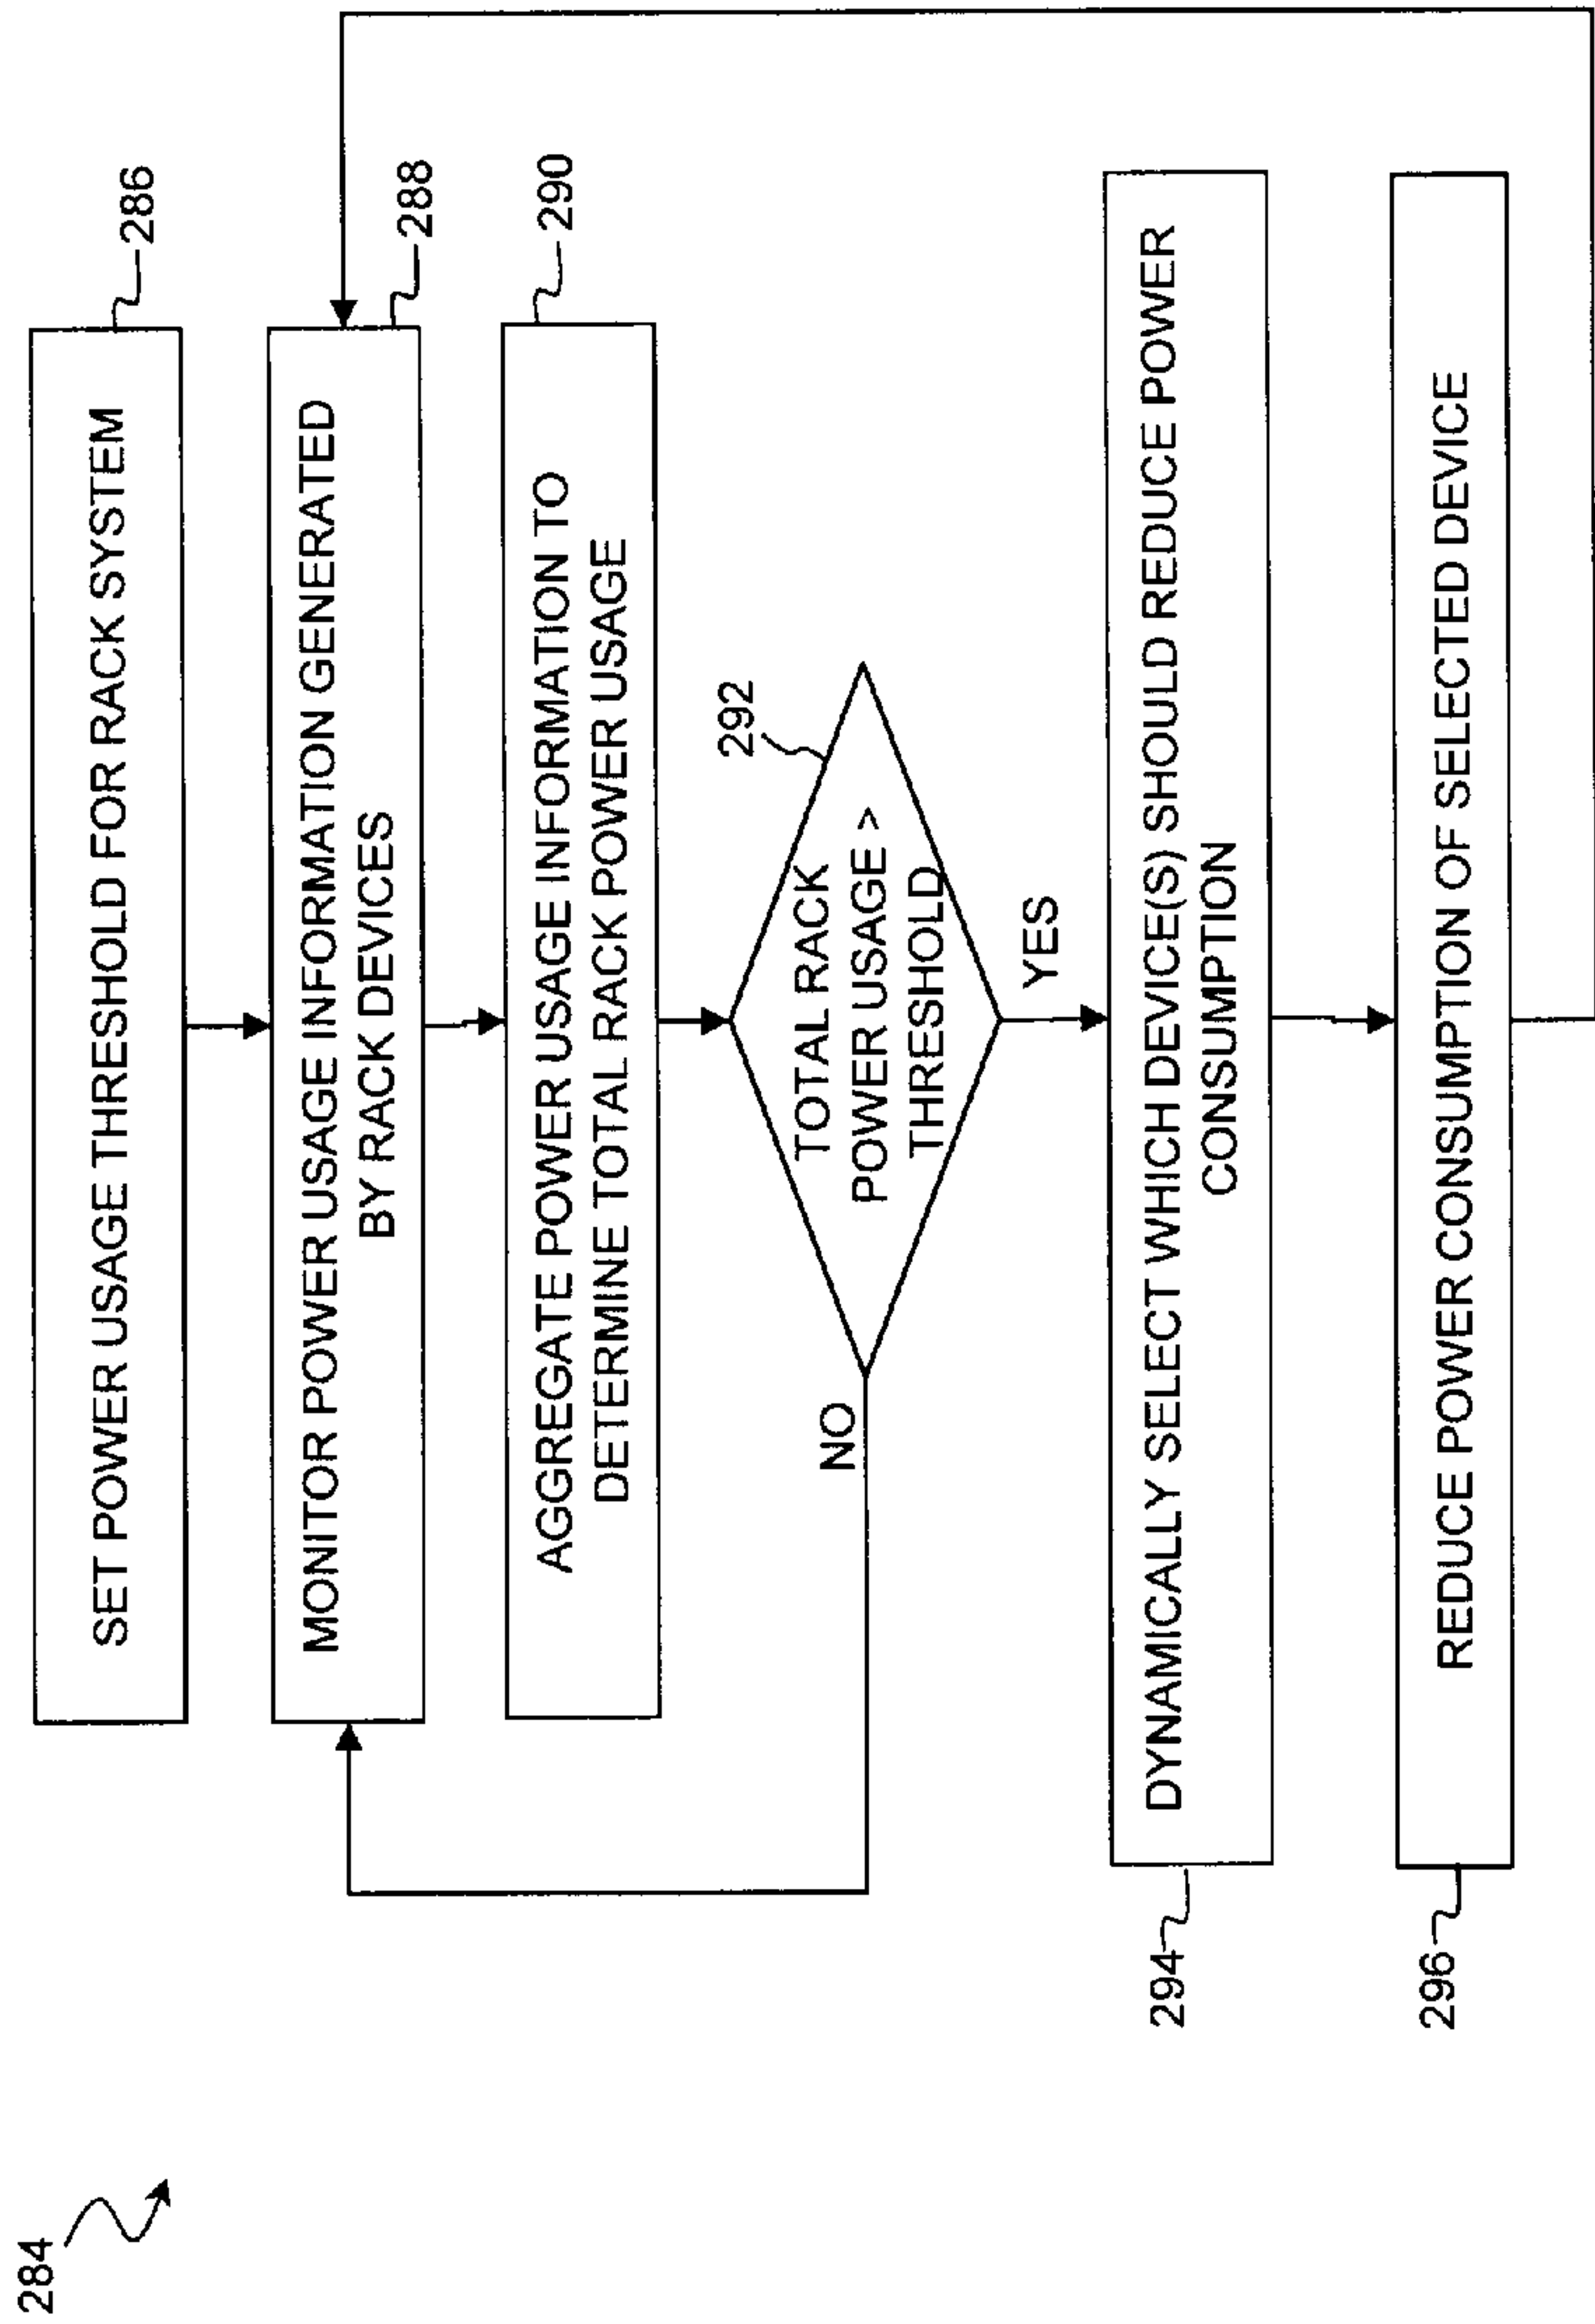 284
SET POWER USAGE THRESHOLD FOR RACK SYSTEM
286
MONITOR POWER USAGE INFORMATION GENERATED
BY RACK DEVICES
288
AGGREGATE POWER USAGE INFORMATION TO
DETERMINE TOTAL RACK POWER USAGE
290
292
TOTAL RACK
POWER USAGE >
THRESHOLD
NO
YES
294
DYNAMICALLY SELECT WHICH DEVICE(S) SHOULD REDUCE POWER
CONSUMPTION
296
REDUCE POWER CONSUMPTION OF SELECTED DEVICE